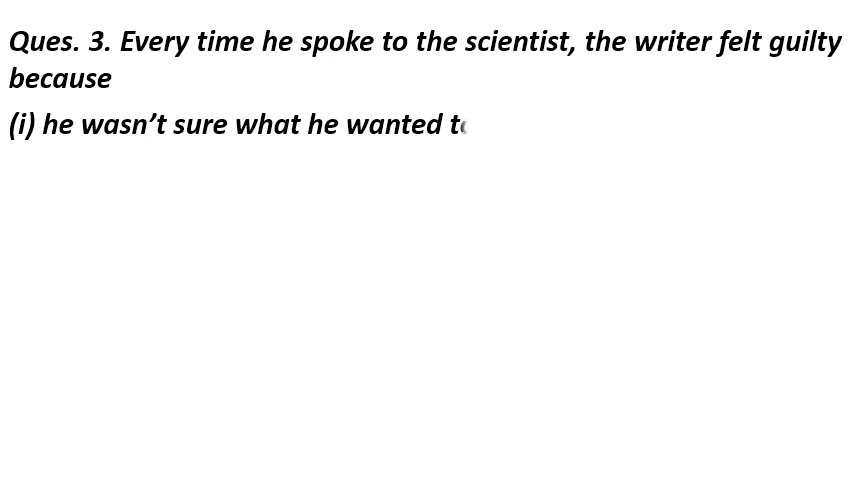 Ques. 3. Every time he spoke to the scientist, the writer felt guilty
because
(i) he wasn’t sure what he wanted